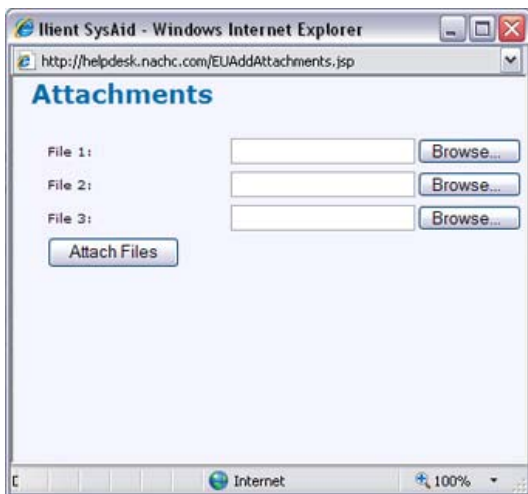 Ilient SysAid - Windows Internet Explorer
http://helpdesk.nachc.com/EUAddAttachments.jsp
Attachments
File 1: Browse...
File 2: Browse...
File 3: Browse...
Attach Files
Internet 100%